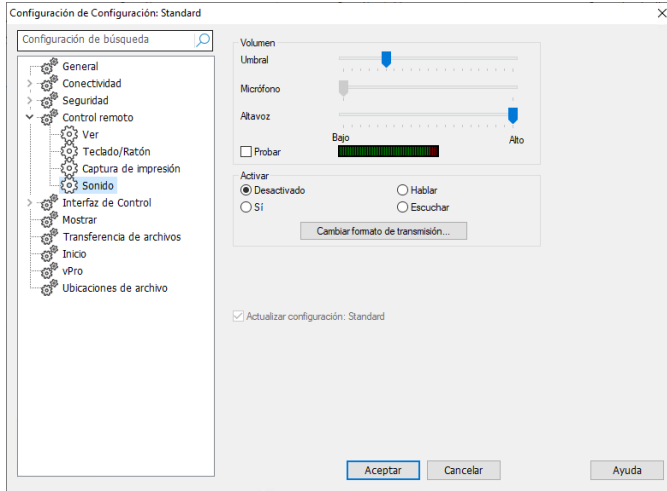 Configuración de Configuración: Standard
Configuración de búsqueda
General
Conectividad
Seguridad
Control remoto
Ver
Teclado/Ratón
Captura de impresión
Sonido
Interfaz de Control
Mostrar
Transferencia de archivos
Inicio
vPro
Ubicaciones de archivo
Volumen
Umbral
Micrófono
Altavoz
Bajo
Alto
Probar
Activar
Desactivado
Hablar
Sí
Escuchar
Cambiar formato de transmisión...
Actualizar configuración: Standard
Aceptar
Cancelar
Ayuda